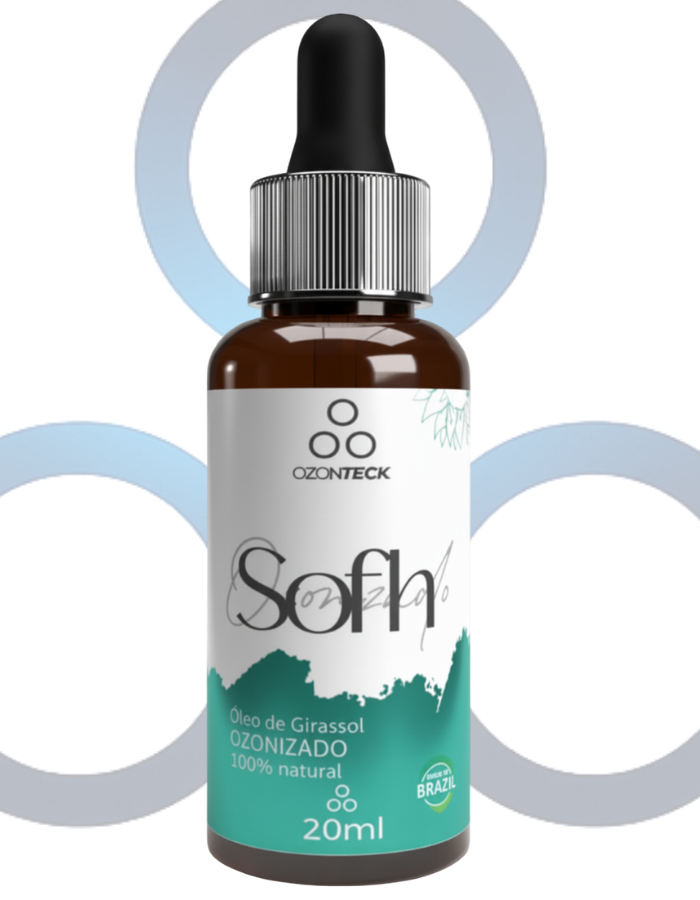 OZONTECK
Sofh
Ozonizado
Óleo de Girassol
OZONIZADO
100% natural
BRAZIL
20ml